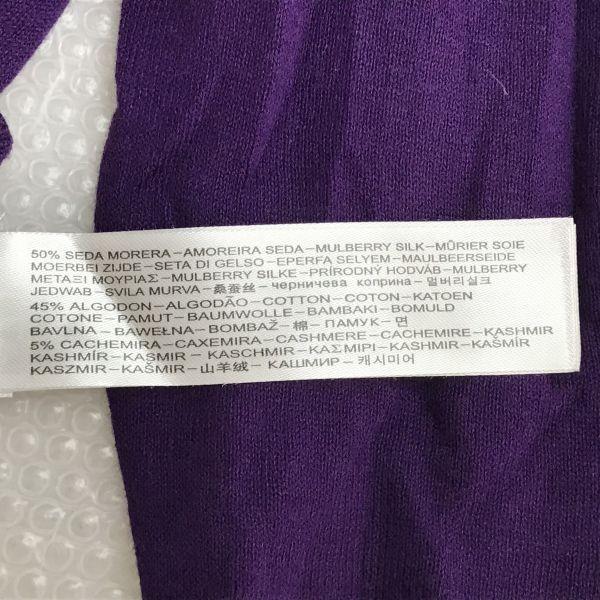 50% SEDA MORERA–AMOREIRA SEDA–MULBERRY SILK–MÛRIER SOIE
MOERBEI ZIJDE–SETA DI GELSO–EPERFA SELYEM–MAULBEERSEIDE
ΜΕΤΑΞΙ ΜΟΥΡΙΑΣ–MULBERRY SILKE–PRÍRODNÝ HODVÁB–MULBERRY
JEDWAB–SVILA MURVA–桑蚕丝–черничева коприна–멀버리실크
45% ALGODON–ALGODÃO–COTTON–COTON–KATOEN
COTONE–PAMUT–BAUMWOLLE–BAMBAKI–BOMULD
BAVLNA–BAWEŁNA–BOMBAŽ–棉–ПАМУК–면
5% CACHEMIRA–CAXEMIRA–CASHMERE–CACHEMIRE–KASHMIR
KASHMÍR–KASMIR–KASCHMIR–ΚΑΣΜΙΡΙ–KASHMIR–KAŠMÍR
KASZMIR–KAŠMIR–山羊绒–КАШМИР–캐시미어